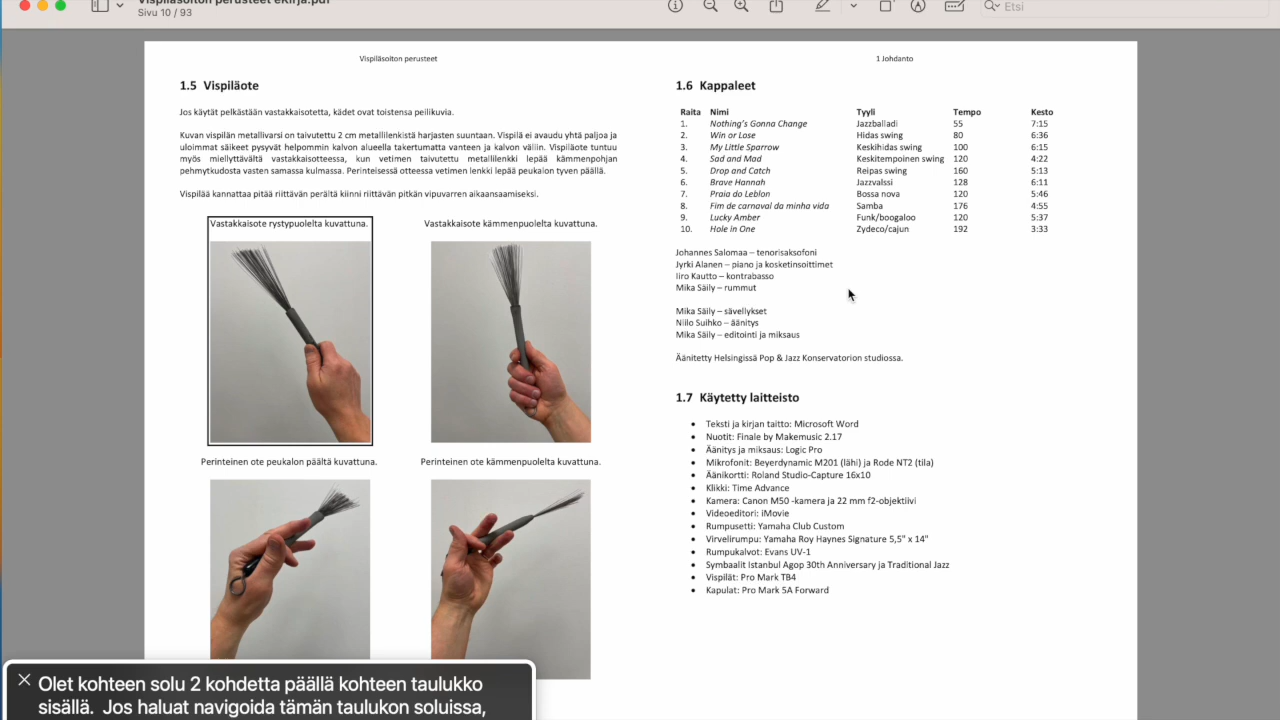 Vispiläsoiton perusteet eKirja.pdf
Sivu 10 / 93
Etsi
Vispiläsoiton perusteet
1.5 Vispiläote
Jos käytät pelkästään vastakkaisotetta, kädet ovat toistensa peilikuvia.
Kuvan vispilän metallivarsi on taivutettu 2 cm metallilenkistä harjasten suuntaan. Vispilä ei avaudu yhtä paljoa ja
uloimmat säikeet pysyvät helpommin kalvon alueella takertumatta vanteen ja kalvon väliin. Vispiläote tuntuu
myös miellyttävältä vastakkaisotteessa, kun vetimen taivutettu metallilenkki lepää kämmenpohjan
pehmytkudosta vasten samassa kulmassa. Perinteisessä otteessa vetimen lenkki lepää peukalon tyven päällä.
Vispilää kannattaa pitää riittävän perältä kiinni riittävän pitkän vipuvarren aikaansaamiseksi.
Vastakkaisote rystypuolelta kuvattuna.
Vastakkaisote kämmenpuolelta kuvattuna.
Perinteinen ote peukalon päältä kuvattuna.
Perinteinen ote kämmenpuolelta kuvattuna.
1 Johdanto
1.6 Kappaleet
Raita Nimi Tyyli Tempo Kesto
1. Nothing's Gonna Change Jazzballadi 55 7:15
2. Win or Lose Hidas swing 80 6:36
3. My Little Sparrow Keskihidas swing 100 6:15
4. Sad and Mad Keskitempoinen swing 120 4:22
5. Drop and Catch Reipas swing 160 5:13
6. Brave Hannah Jazzvalssi 128 6:11
7. Praia do Leblon Bossa nova 120 5:46
8. Fim de carnaval da minha vida Samba 176 4:55
9. Lucky Amber Funk/boogaloo 120 5:37
10. Hole in One Zydeco/cajun 192 3:33
Johannes Salomaa – tenorisaksofoni
Jyrki Alanen – piano ja kosketinsoittimet
Iiro Kautto – kontrabasso
Mika Säily – rummut
Mika Säily – sävellykset
Niilo Suihko – äänitys
Mika Säily – editointi ja miksaus
Äänitetty Helsingissä Pop & Jazz Konservatorion studiossa.
1.7 Käytetty laitteisto
• Teksti ja kirjan taitto: Microsoft Word
• Nuotit: Finale by Makemusic 2.17
• Äänitys ja miksaus: Logic Pro
• Mikrofonit: Beyerdynamic M201 (lähi) ja Rode NT2 (tila)
• Äänikortti: Roland Studio-Capture 16x10
• Klikki: Time Advance
• Kamera: Canon M50 -kamera ja 22 mm f2-objektiivi
• Videoeditori: iMovie
• Rumpusetti: Yamaha Club Custom
• Virvelirumpu: Yamaha Roy Haynes Signature 5,5" x 14"
• Rumpukalvot: Evans UV-1
• Symbaalit Istanbul Agop 30th Anniversary ja Traditional Jazz
• Vispilät: Pro Mark TB4
• Kapulat: Pro Mark 5A Forward
Olet kohteen solu 2 kohdetta päällä kohteen taulukko
sisällä. Jos haluat navigoida tämän taulukon soluissa,